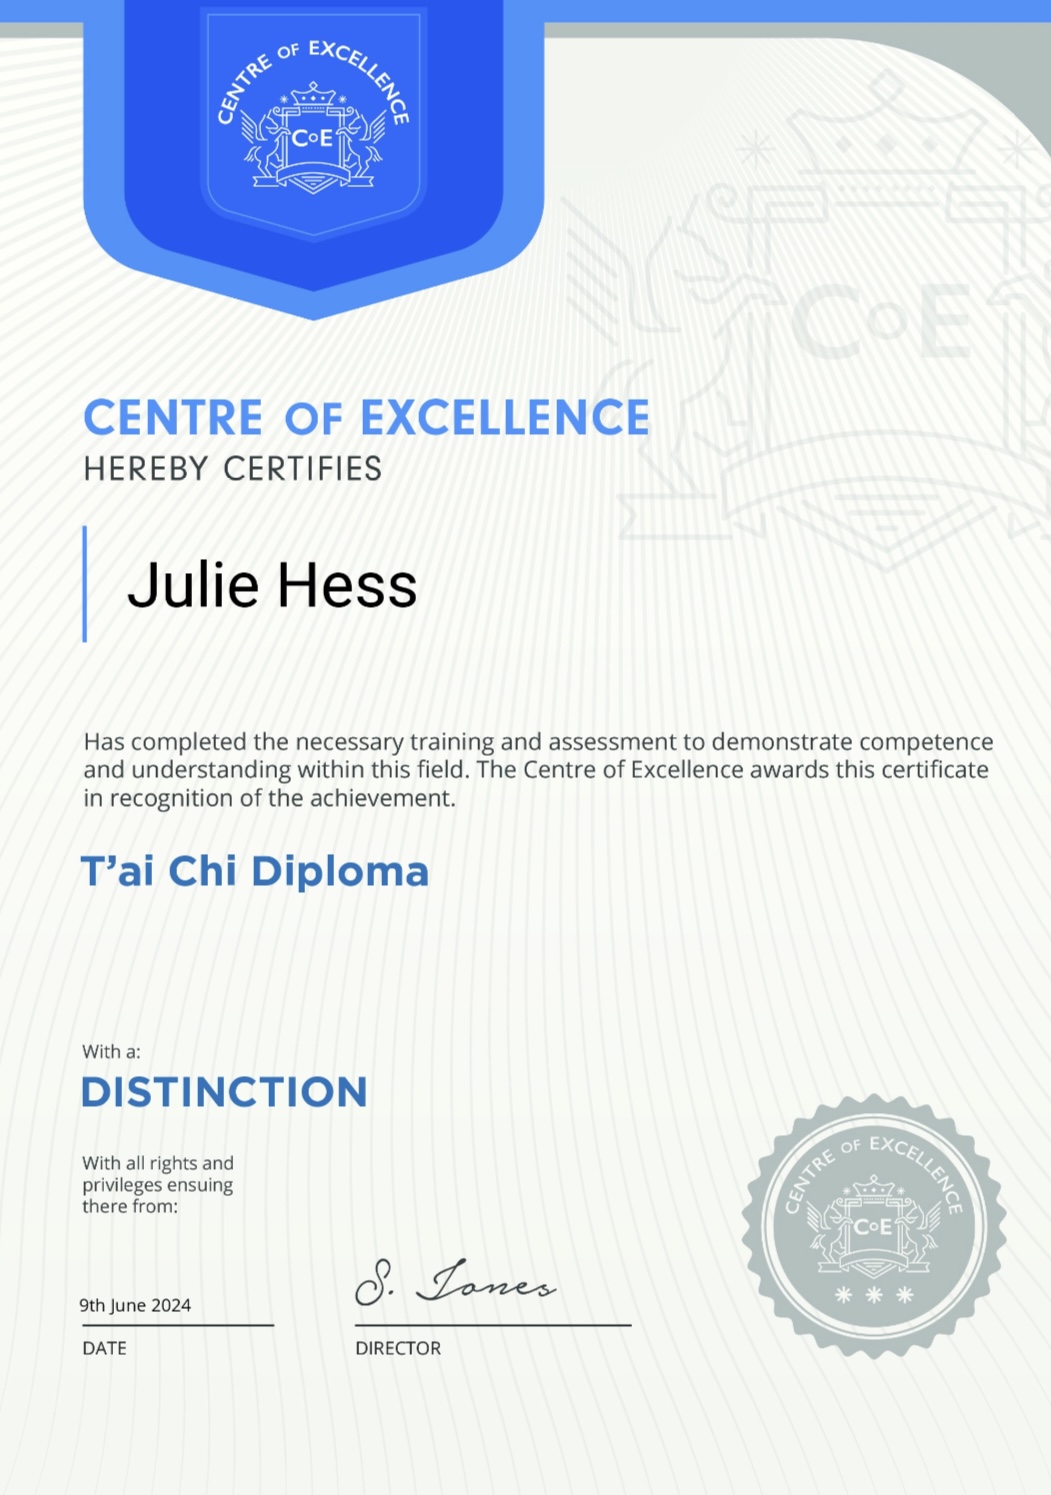 CENTRE OF EXCELLENCE
CoE
CoE
CENTRE OF EXCELLENCE
HEREBY CERTIFIES
Julie Hess
Has completed the necessary training and assessment to demonstrate competence
and understanding within this field. The Centre of Excellence awards this certificate
in recognition of the achievement.
T’ai Chi Diploma
With a:
DISTINCTION
With all rights and
privileges ensuing
there from:
CENTRE OF EXCELLENCE
CoE
S. Jones
9th June 2024
DATE
DIRECTOR